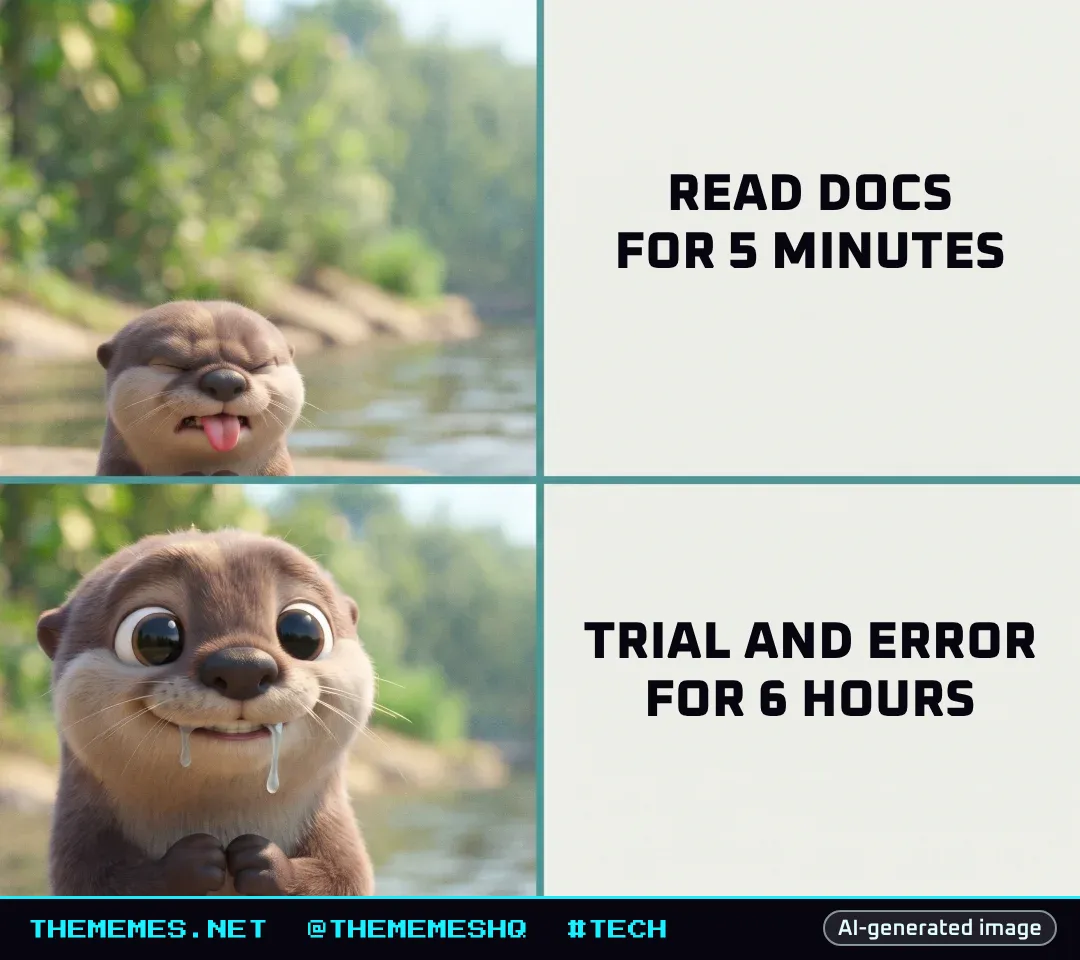 READ DOCS
FOR 5 MINUTES
TRIAL AND ERROR
FOR 6 HOURS
THEMEMES.NET @THEMEMESHQ #TECH AI-generated image